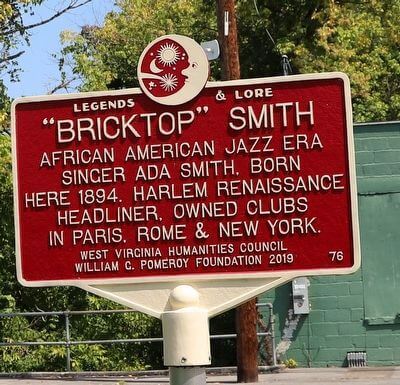 LEGENDS & LORE
"BRICKTOP" SMITH
AFRICAN AMERICAN JAZZ ERA
SINGER ADA SMITH, BORN
HERE 1894. HARLEM RENAISSANCE
HEADLINER, OWNED CLUBS
IN PARIS, ROME & NEW YORK.
WEST VIRGINIA HUMANITIES COUNCIL
WILLIAM G. POMEROY FOUNDATION 2019 76